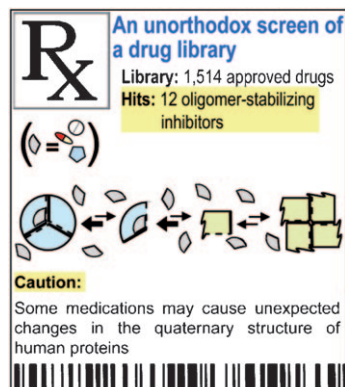 Rx
An unorthodox screen of
a drug library
Library: 1,514 approved drugs
Hits: 12 oligomer-stabilizing
inhibitors
( = )
Caution:
Some medications may cause unexpected
changes in the quaternary structure of
human proteins